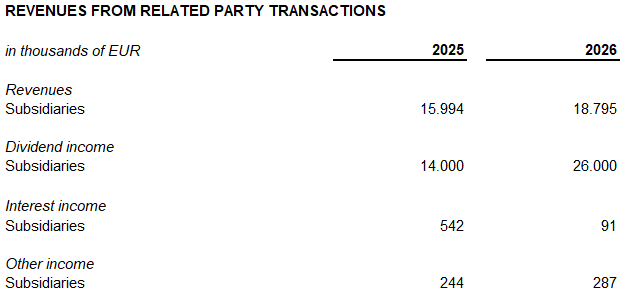 REVENUES FROM RELATED PARTY TRANSACTIONS
in thousands of EUR 2025 2026
Revenues
Subsidiaries 15.994 18.795
Dividend income
Subsidiaries 14.000 26.000
Interest income
Subsidiaries 542 91
Other income
Subsidiaries 244 287